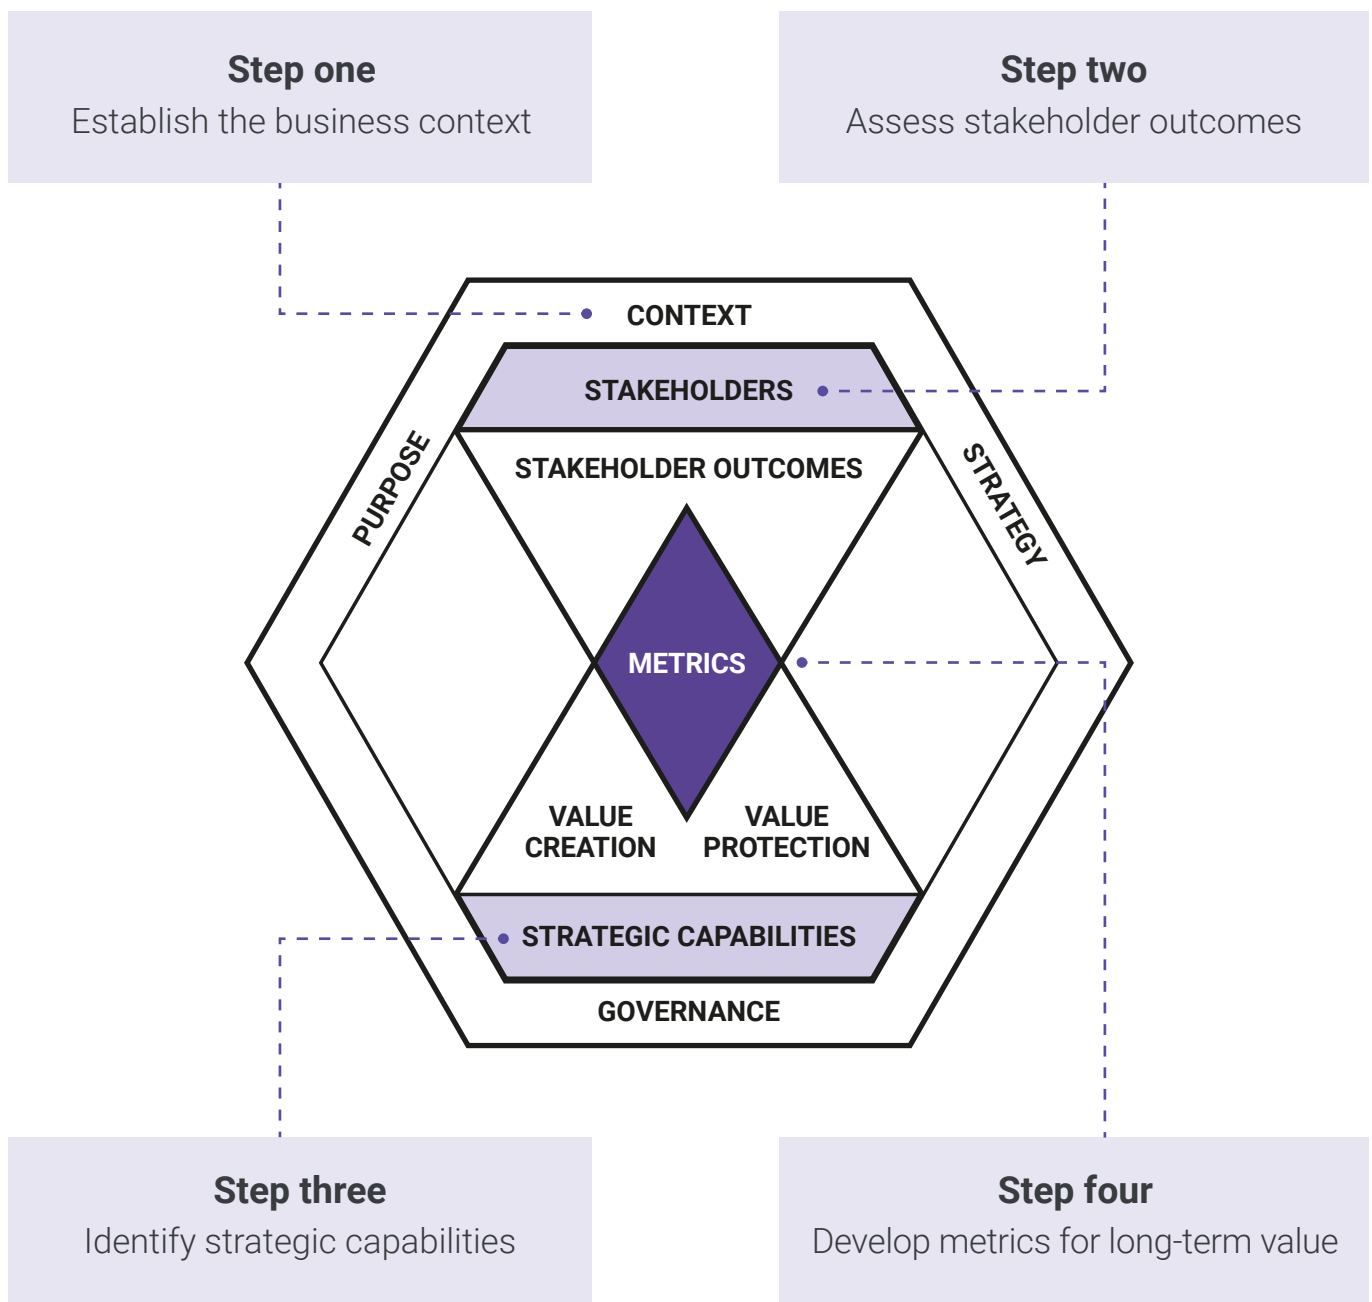 Step one
Establish the business context
Step two
Assess stakeholder outcomes
CONTEXT
STAKEHOLDERS
PURPOSE
STRATEGY
STAKEHOLDER OUTCOMES
METRICS
VALUE
CREATION
VALUE
PROTECTION
STRATEGIC CAPABILITIES
GOVERNANCE
Step three
Identify strategic capabilities
Step four
Develop metrics for long-term value